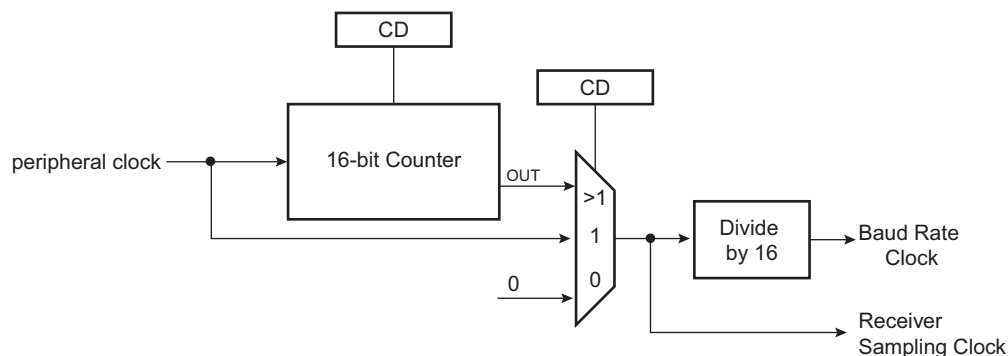 CD
CD
peripheral clock
16-bit Counter
OUT
>1
1
0
0
Divide
by 16
Baud Rate
Clock
Receiver
Sampling Clock